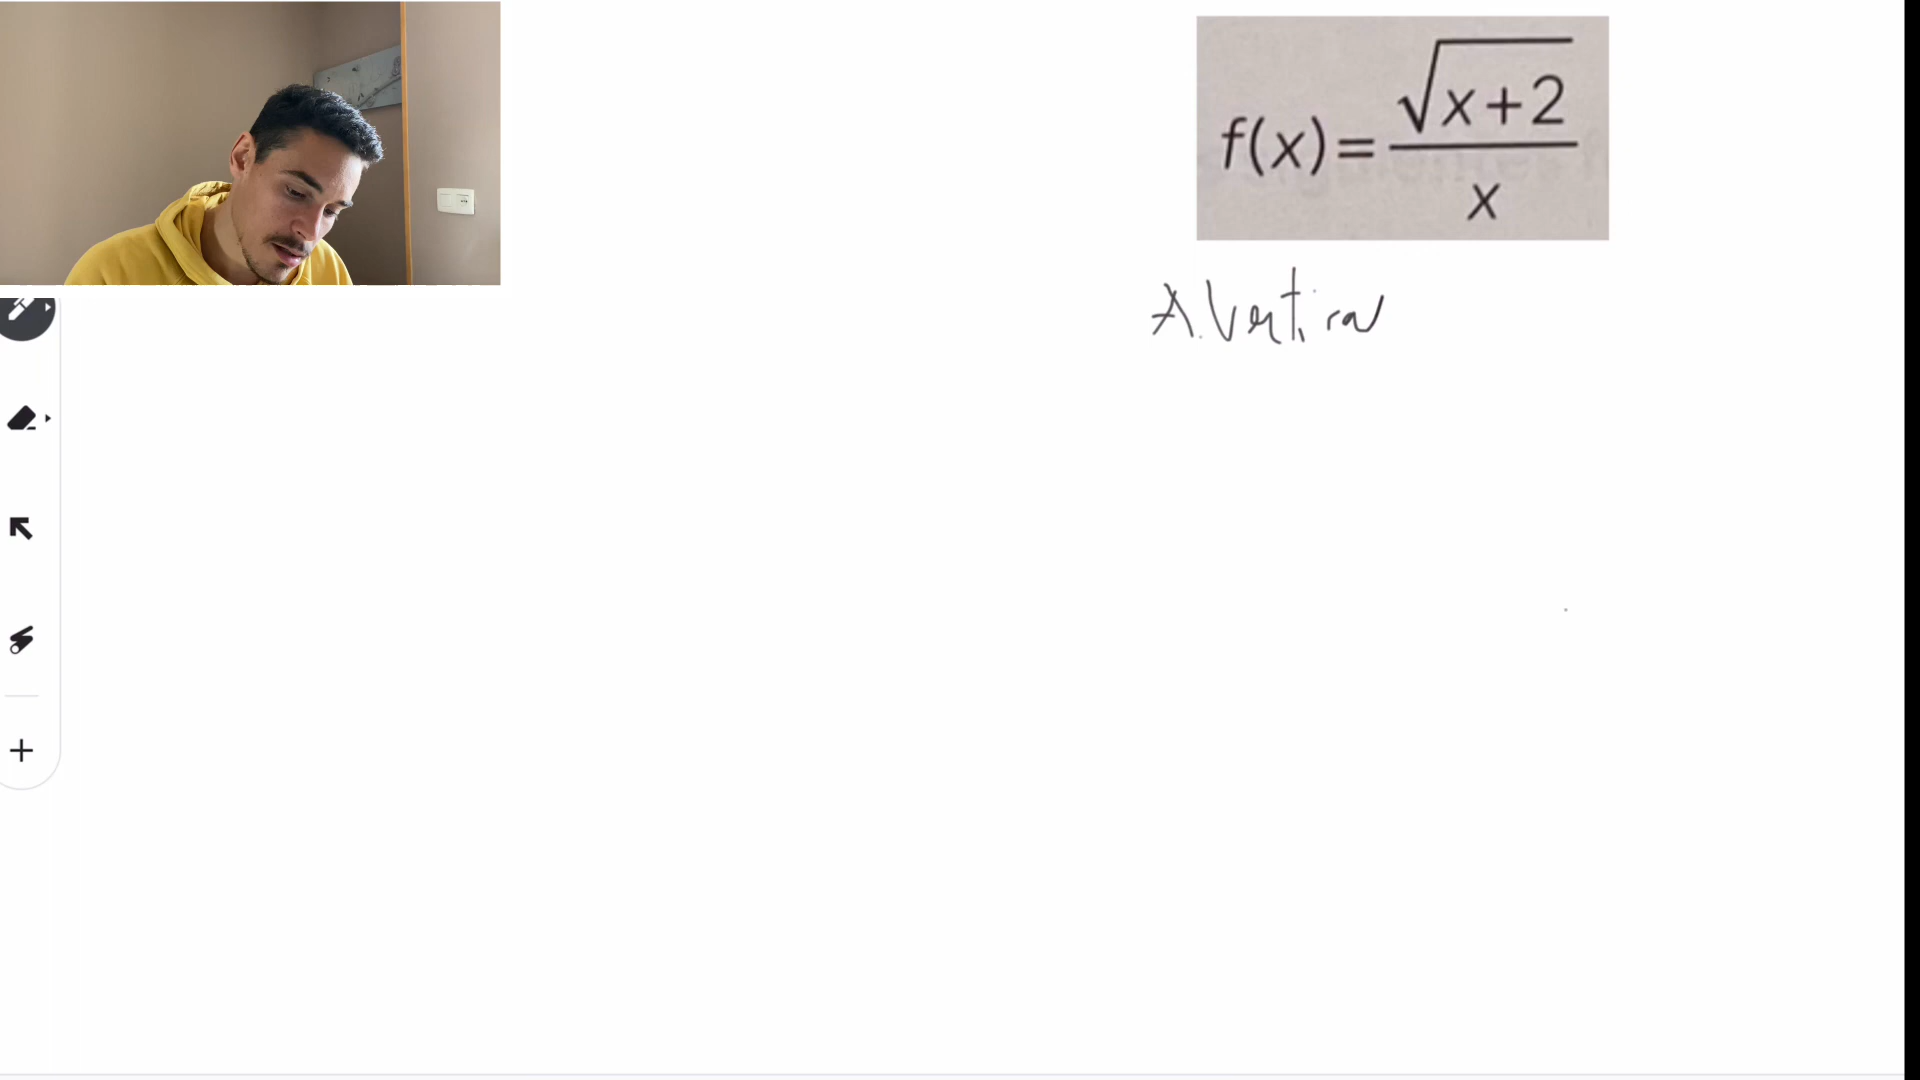 f(x) = √(x+2) / x
A. Vertical